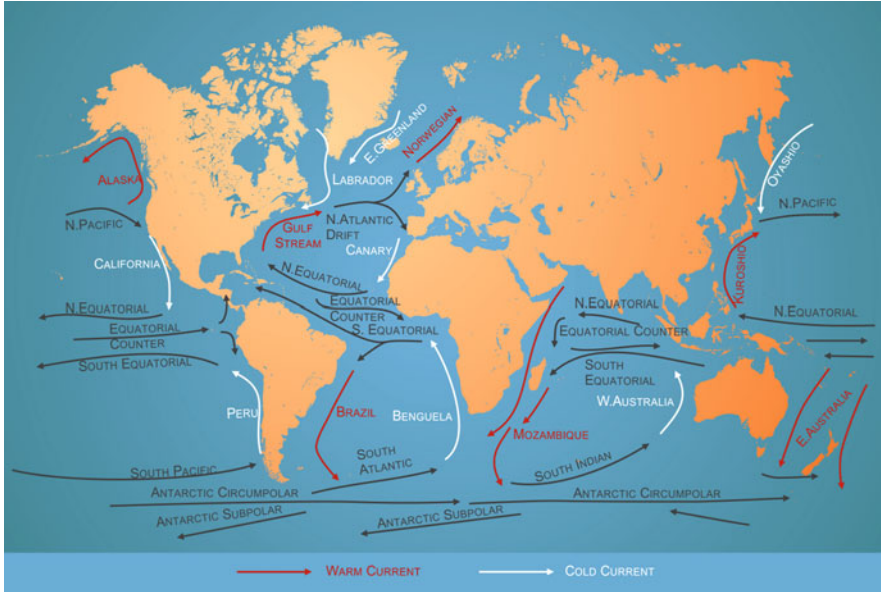 E.GREENLAND
NORWEGIAN
OYASHIO
ALASKA
LABRADOR
N.PACIFIC
GULF
STREAM
N.ATLANTIC
DRIFT
N.PACIFIC
CALIFORNIA
CANARY
KUROSHIO
N.EQUATORIAL
N.EQUATORIAL
EQUATORIAL
COUNTER
N.EQUATORIAL
N.EQUATORIAL
EQUATORIAL
COUNTER
S. EQUATORIAL
EQUATORIAL COUNTER
SOUTH EQUATORIAL
SOUTH
EQUATORIAL
PERU
BRAZIL
BENGUELA
W.AUSTRALIA
E.AUSTRALIA
MOZAMBIQUE
SOUTH PACIFIC
SOUTH
ATLANTIC
SOUTH INDIAN
ANTARCTIC CIRCUMPOLAR
ANTARCTIC CIRCUMPOLAR
ANTARCTIC SUBPOLAR
ANTARCTIC SUBPOLAR
WARM CURRENT
COLD CURRENT